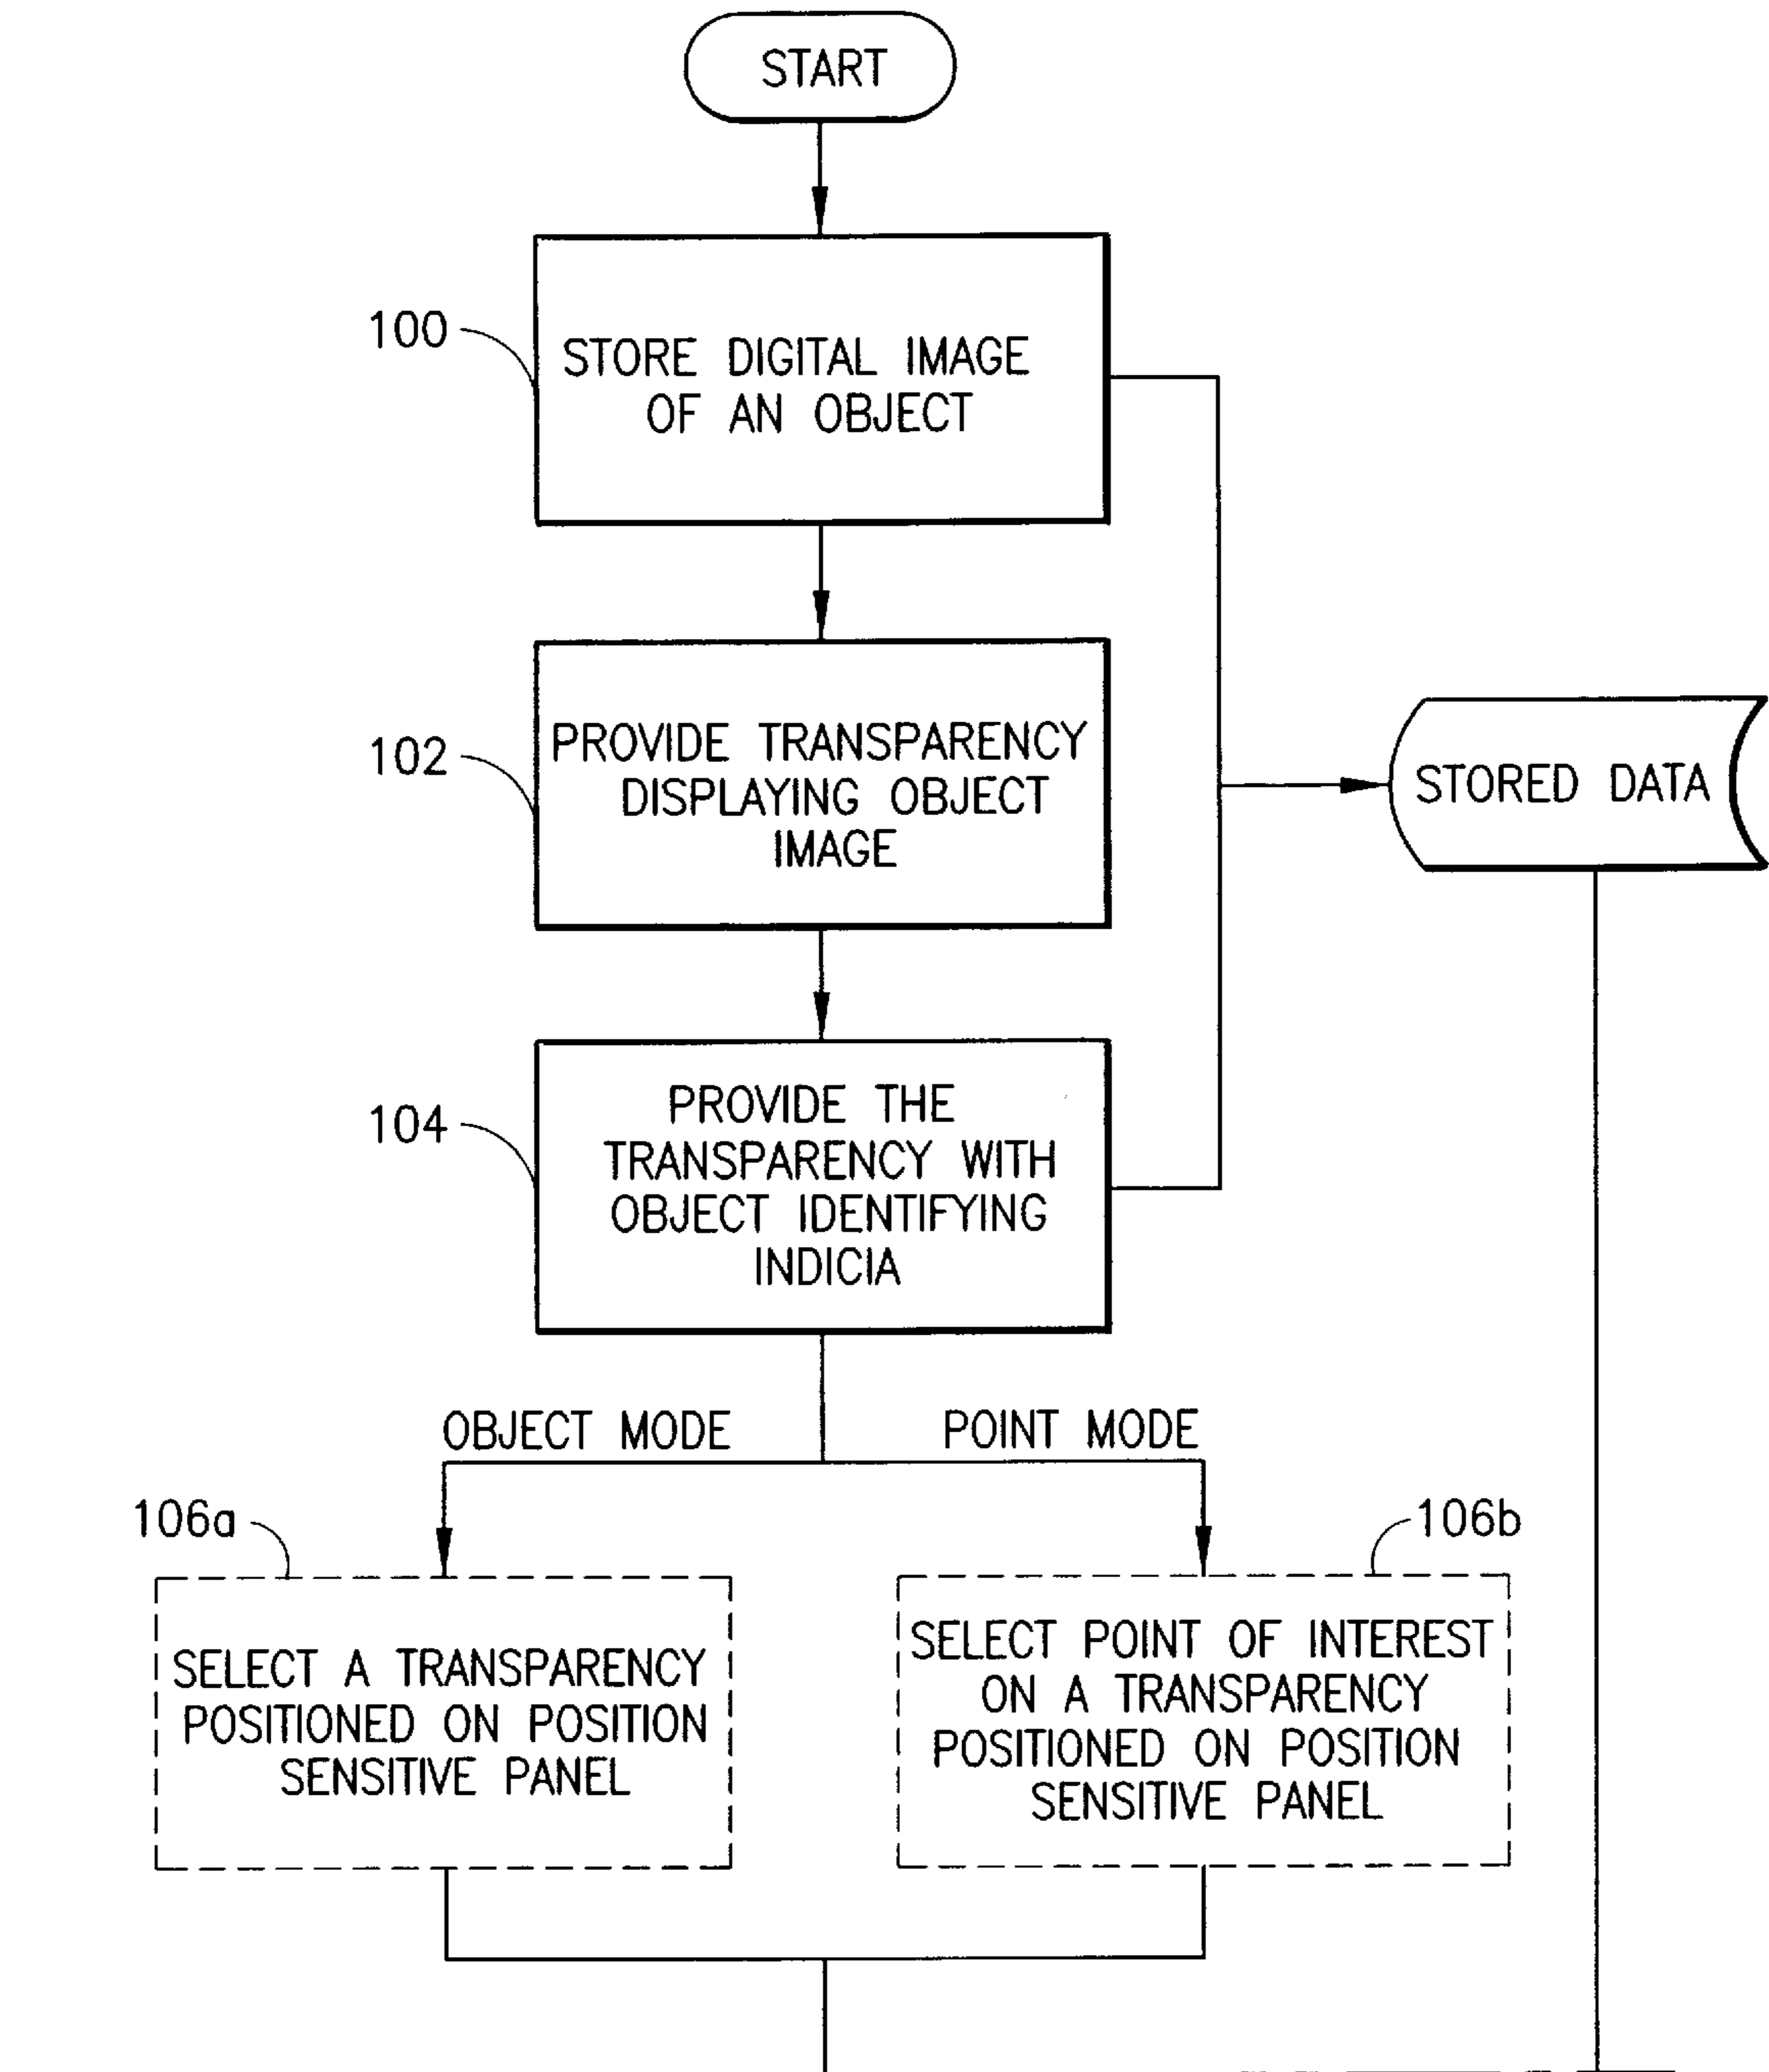 START
100
STORE DIGITAL IMAGE
OF AN OBJECT
102
PROVIDE TRANSPARENCY
DISPLAYING OBJECT
IMAGE
STORED DATA
104
PROVIDE THE
TRANSPARENCY WITH
OBJECT IDENTIFYING
INDICIA
OBJECT MODE
POINT MODE
106a
106b
SELECT A TRANSPARENCY
POSITIONED ON POSITION
SENSITIVE PANEL
SELECT POINT OF INTEREST
ON A TRANSPARENCY
POSITIONED ON POSITION
SENSITIVE PANEL